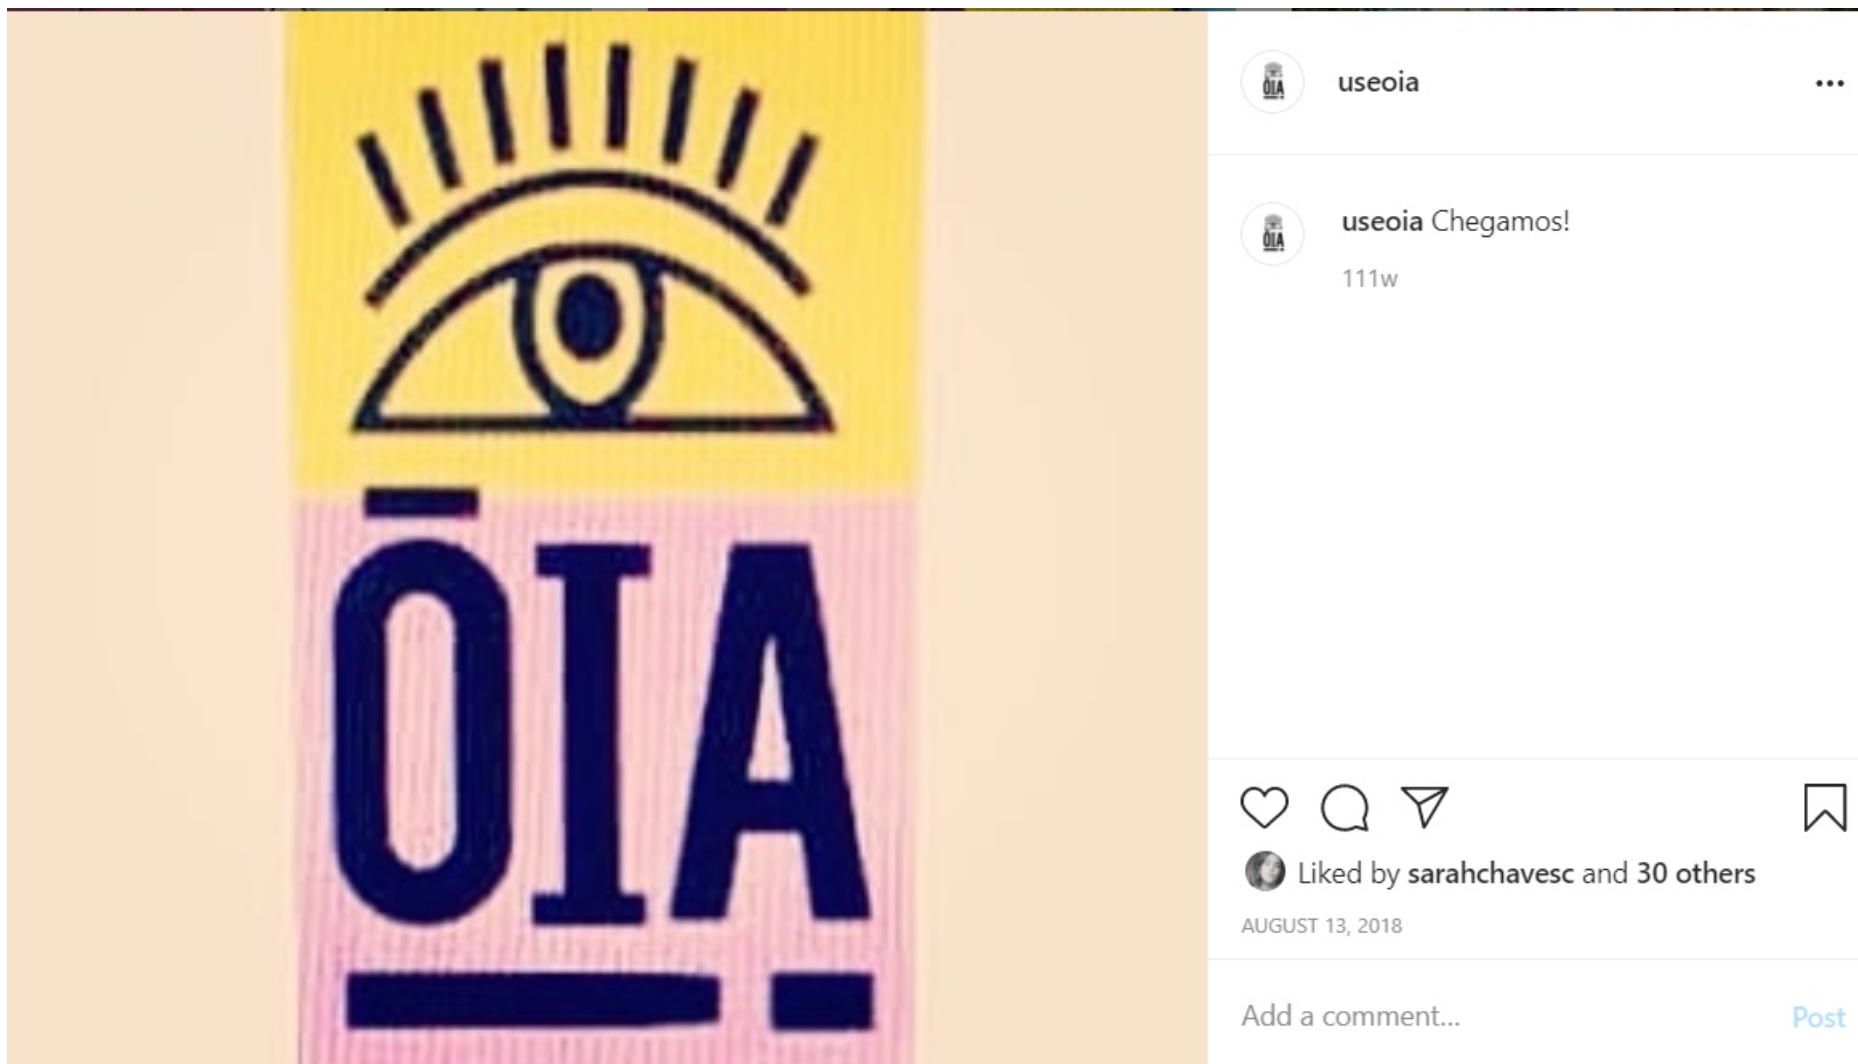 ŌIA
useoia
useoia Chegamos!
111w
Liked by sarahchavesc and 30 others
AUGUST 13, 2018
Add a comment...
Post